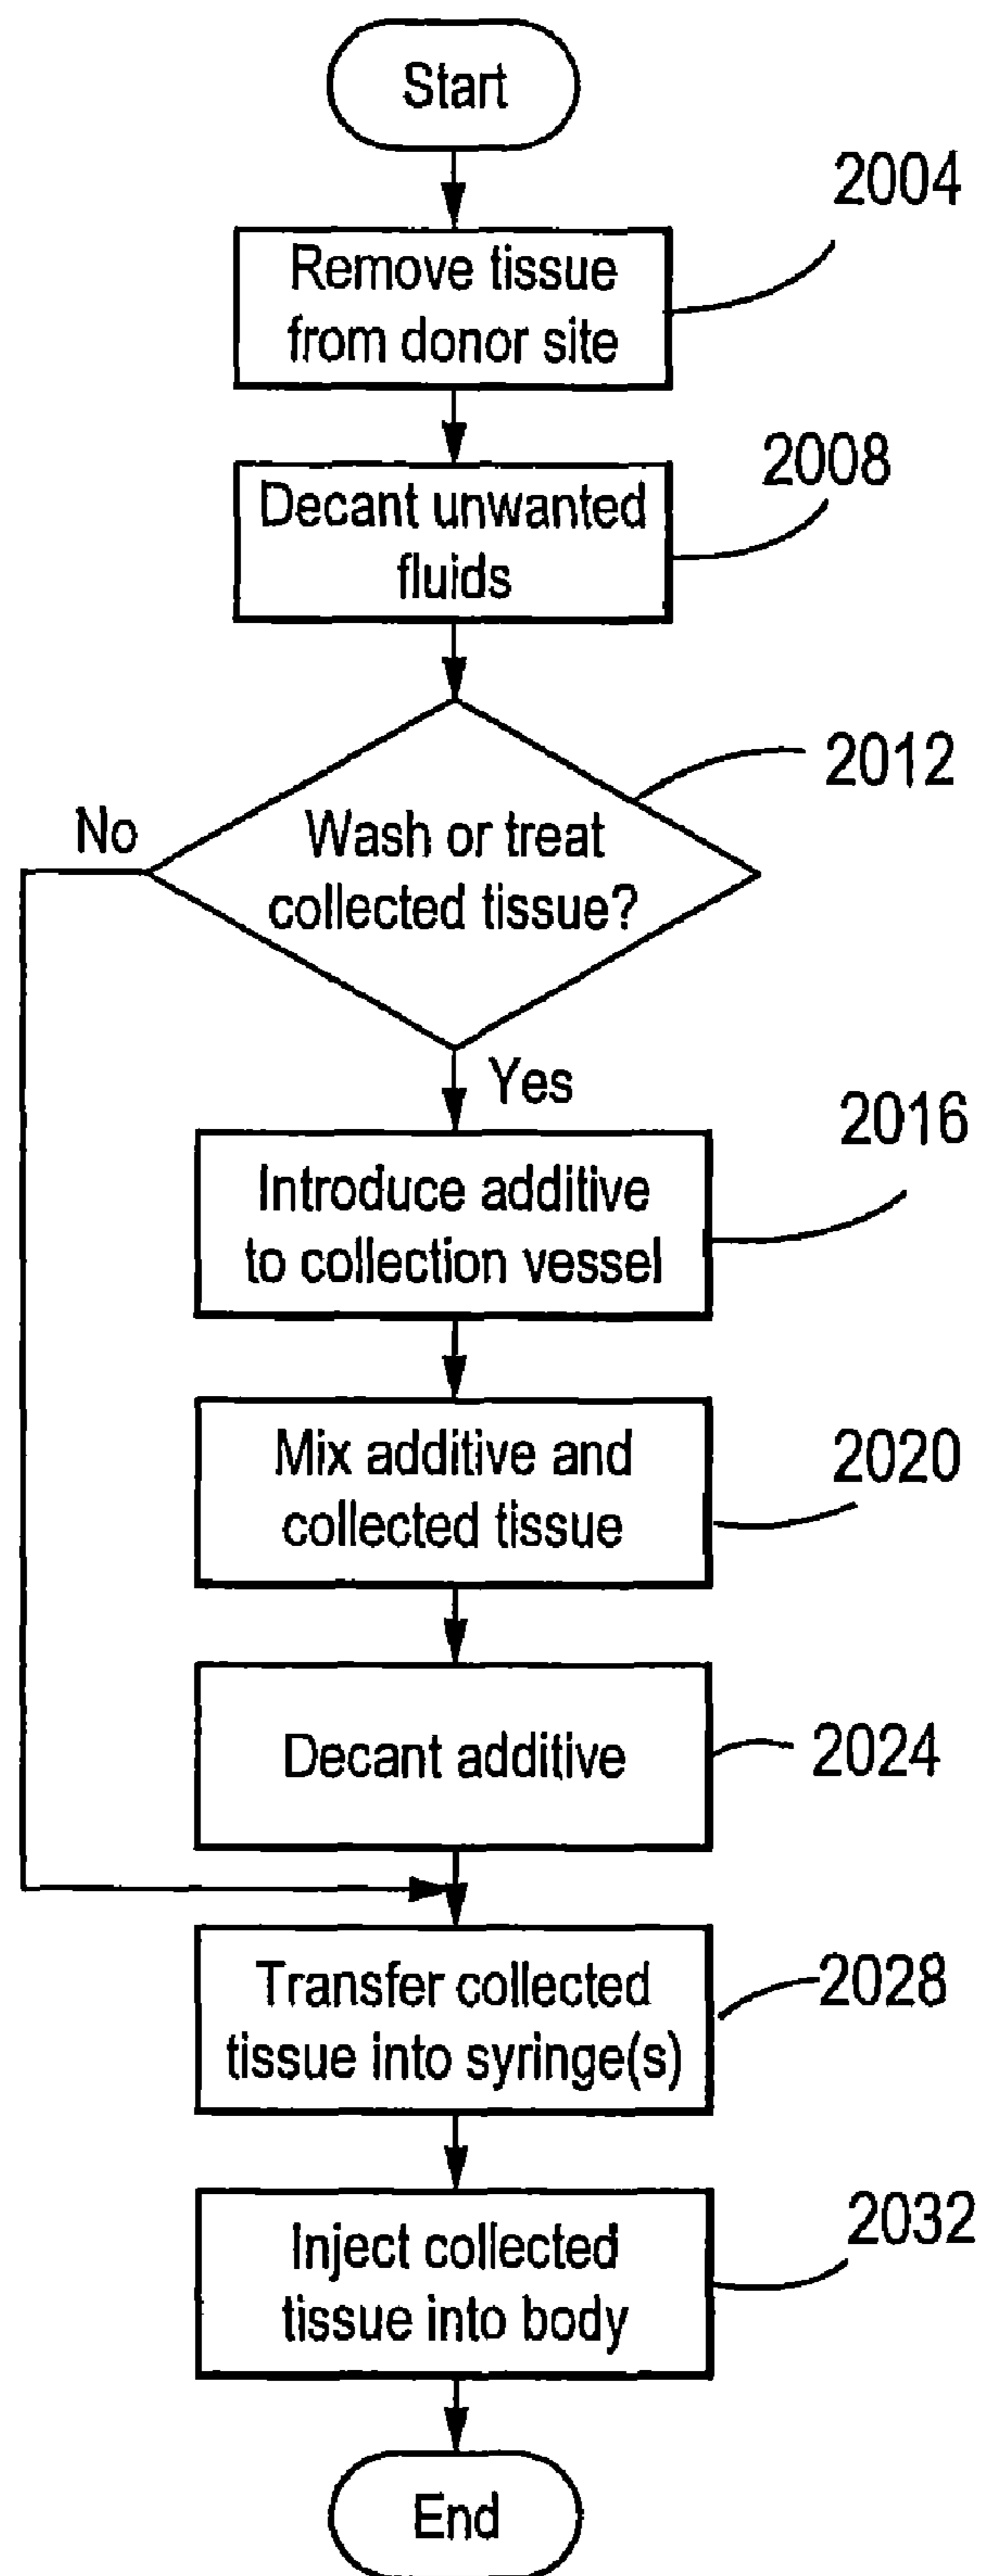 Start
2004
Remove tissue
from donor site
2008
Decant unwanted
fluids
2012
No
Wash or treat
collected tissue?
Yes
2016
Introduce additive
to collection vessel
Mix additive and
collected tissue
2020
Decant additive
2024
Transfer collected
tissue into syringe(s)
2028
Inject collected
tissue into body
2032
End